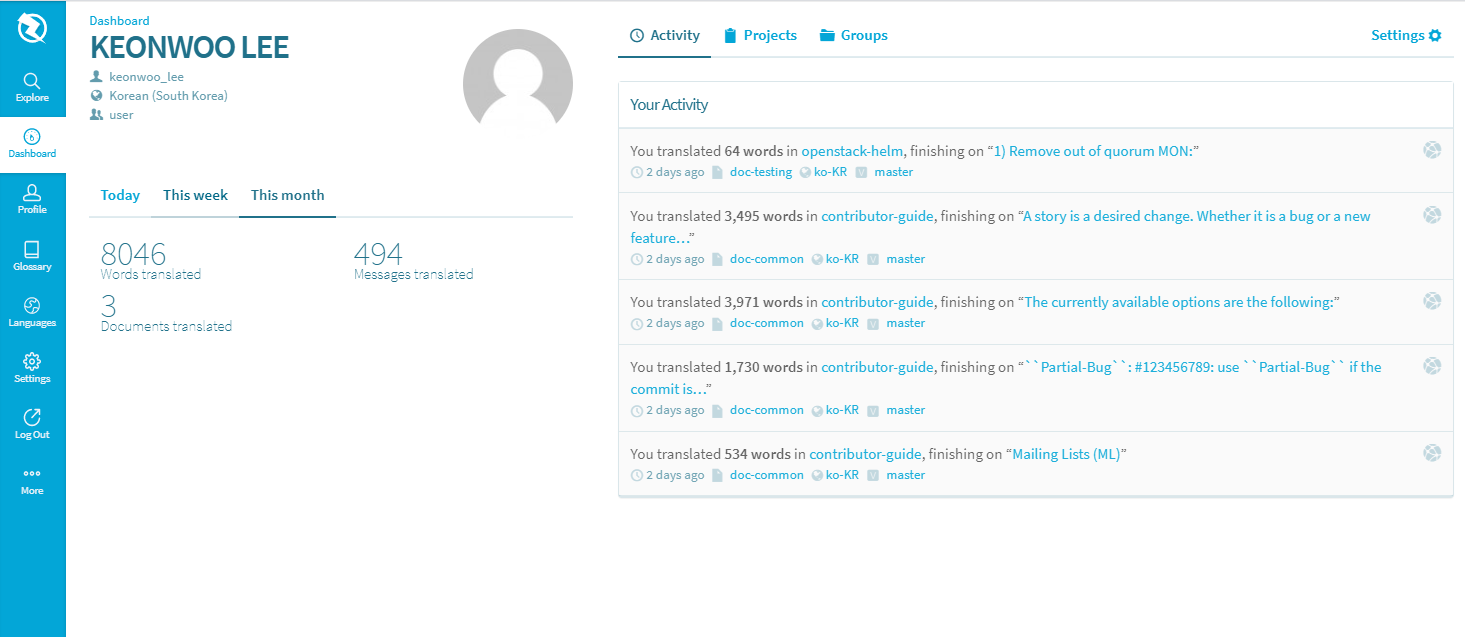 Explore
Dashboard
Profile
Glossary
Languages
Settings
Log Out
More
Dashboard
KEONWOO LEE
keonwoo_lee
Korean (South Korea)
user
Today This week This month
8046
Words translated
494
Messages translated
3
Documents translated
Activity Projects Groups Settings
Your Activity
You translated 64 words in openstack-helm, finishing on “1) Remove out of quorum MON:”
2 days ago doc-testing ko-KR master
You translated 3,495 words in contributor-guide, finishing on “A story is a desired change. Whether it is a bug or a new
feature…”
2 days ago doc-common ko-KR master
You translated 3,971 words in contributor-guide, finishing on “The currently available options are the following:”
2 days ago doc-common ko-KR master
You translated 1,730 words in contributor-guide, finishing on “``Partial-Bug``: #123456789: use ``Partial-Bug`` if the
commit is…”
2 days ago doc-common ko-KR master
You translated 534 words in contributor-guide, finishing on “Mailing Lists (ML)”
2 days ago doc-common ko-KR master